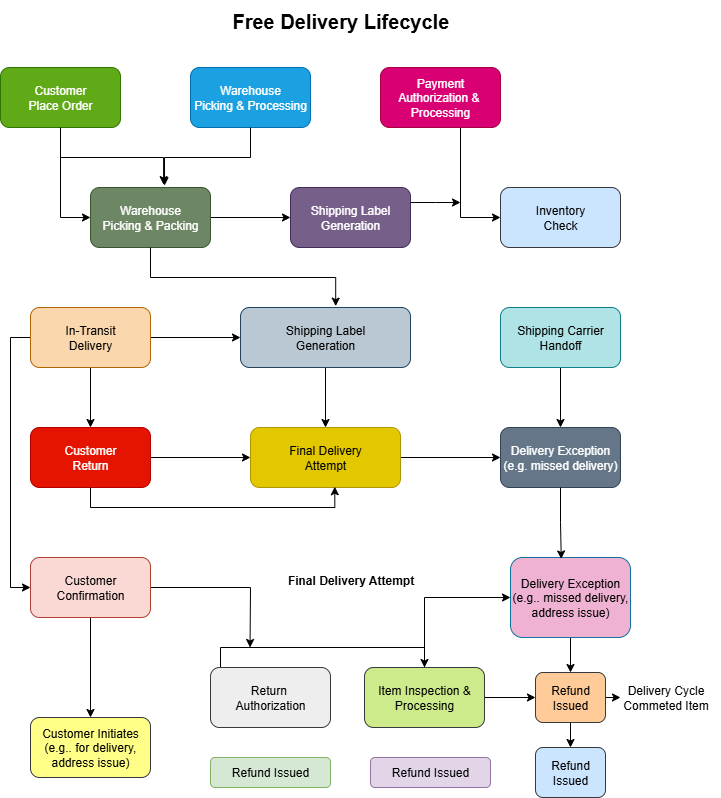 Free Delivery Lifecycle
Customer
Place Order
Warehouse
Picking & Processing
Payment
Authorization &
Processing
Warehouse
Picking & Packing
Shipping Label
Generation
Inventory
Check
In-Transit
Delivery
Shipping Label
Generation
Shipping Carrier
Handoff
Customer
Return
Final Delivery
Attempt
Delivery Exception
(e.g. missed delivery)
Customer
Confirmation
Final Delivery Attempt
Delivery Exception
(e.g.. missed delivery,
address issue)
Return
Authorization
Item Inspection &
Processing
Refund
Issued
Delivery Cycle
Commeted Item
Customer Initiates
(e.g.. for delivery,
address issue)
Refund Issued
Refund Issued
Refund
Issued